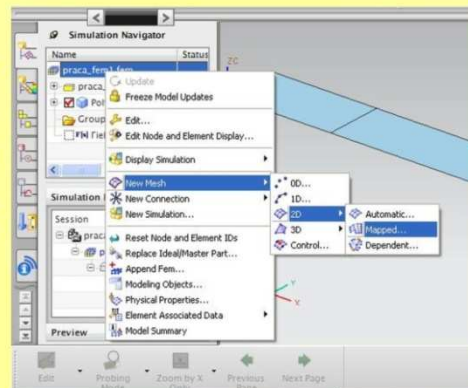 Simulation Navigator
Name Status
praca_fem1.fem
praca_
Pol
Group
Fiel
Update
Freeze Model Updates
Edit...
Edit Node and Element Display...
Display Simulation
New Mesh
New Connection
New Simulation...
Reset Node and Element IDs
Replace Ideal/Master Part...
Append Fem...
Modeling Objects...
Physical Properties...
Element Associated Data
Model Summary
0D...
1D...
2D
3D
Control...
Automatic...
Mapped...
Dependent...
ZC
Y
X
Simulation
Session
prac
p
Preview
Edit
Probing
Zoom by X
Previous
Next Page